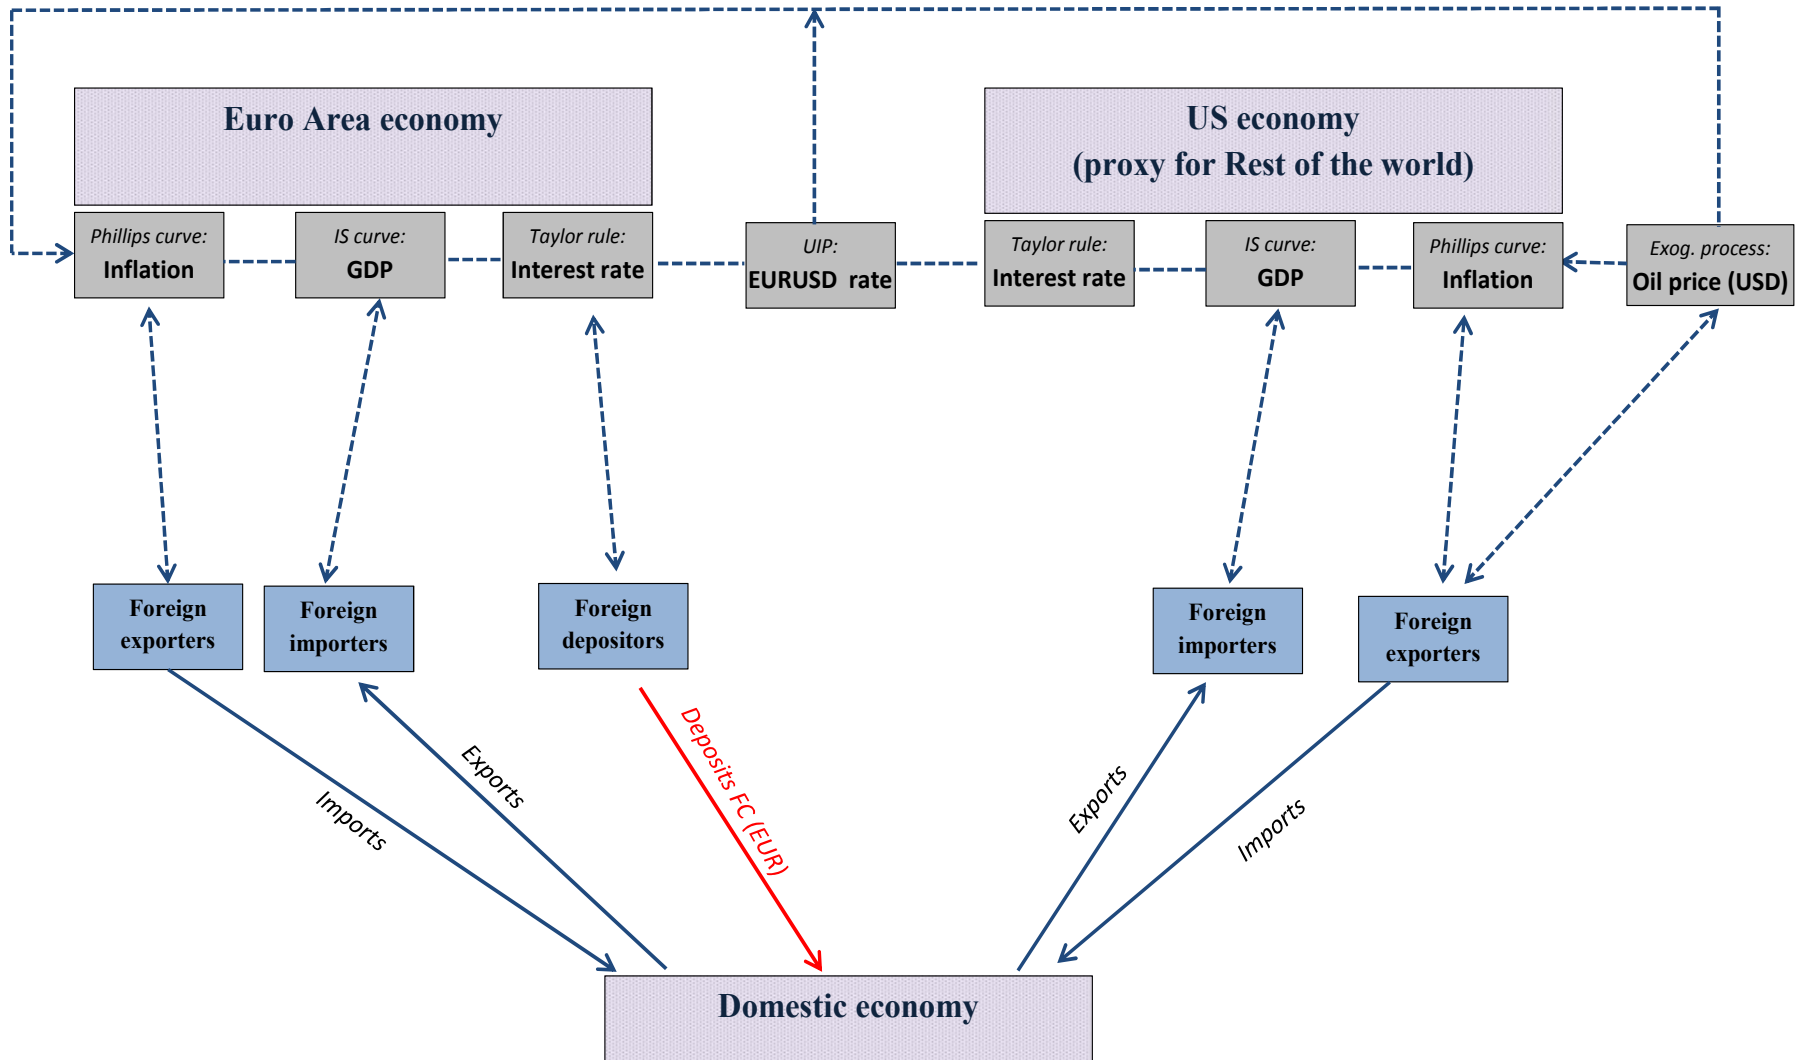 Euro Area economy
US economy
(proxy for Rest of the world)
Phillips curve:
Inflation
IS curve:
GDP
Taylor rule:
Interest rate
UIP:
EURUSD rate
Taylor rule:
Interest rate
IS curve:
GDP
Phillips curve:
Inflation
Exog. process:
Oil price (USD)
Foreign
exporters
Foreign
importers
Foreign
depositors
Foreign
importers
Foreign
exporters
Imports
Exports
Deposits FC (EUR)
Exports
Imports
Domestic economy